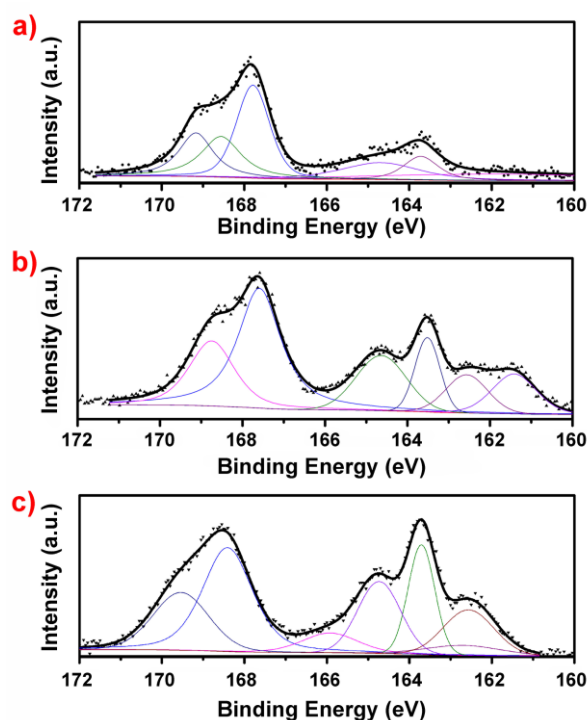 a)
Intensity (a.u.)
172 170 168 166 164 162 160
Binding Energy (eV)
b)
Intensity (a.u.)
172 170 168 166 164 162 160
Binding Energy (eV)
c)
Intensity (a.u.)
172 170 168 166 164 162 160
Binding Energy (eV)